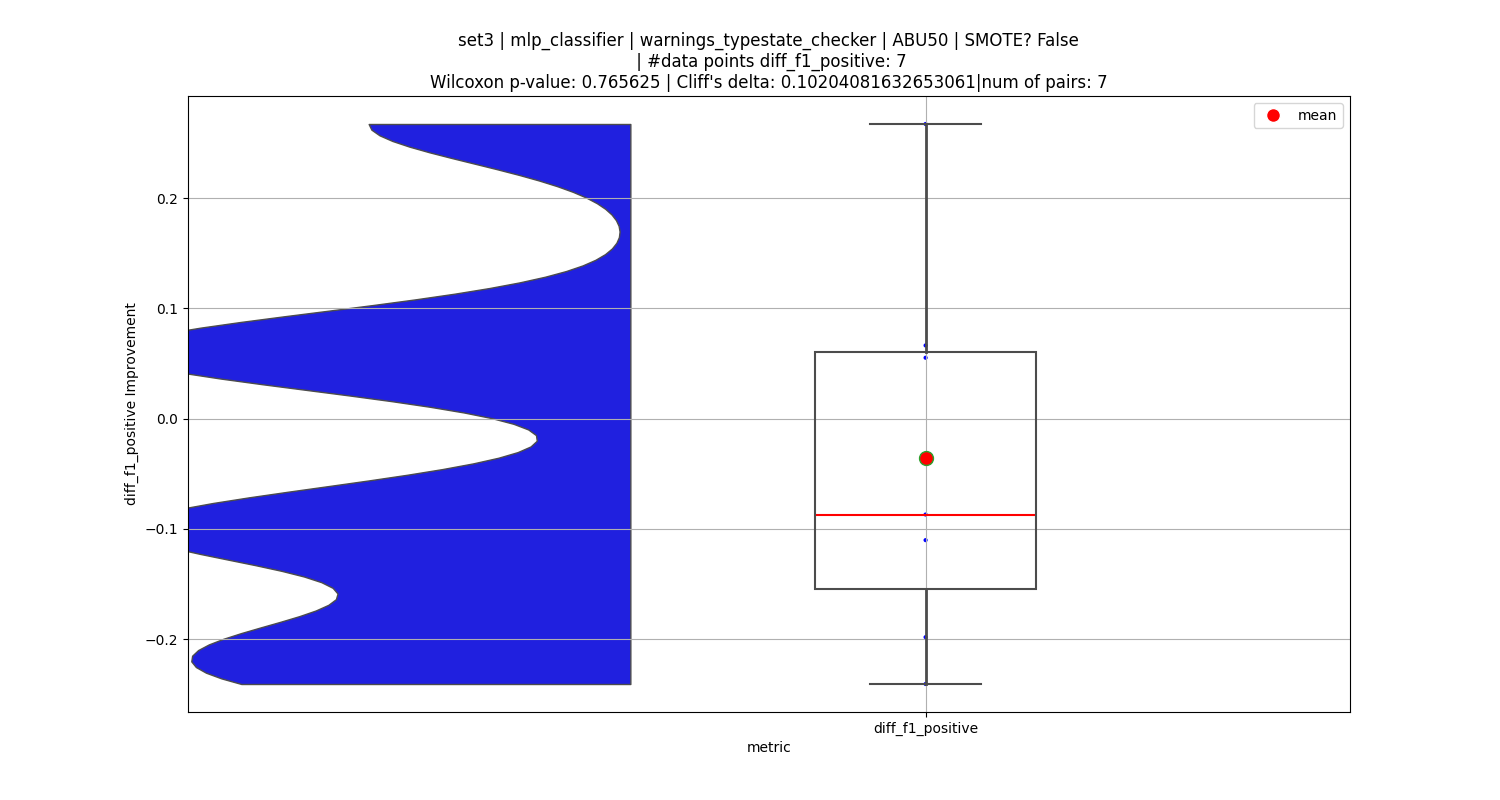 set3 | mlp_classifier | warnings_typestate_checker | ABU50 | SMOTE? False
| #data points diff_f1_positive: 7
Wilcoxon p-value: 0.765625 | Cliff's delta: 0.10204081632653061|num of pairs: 7
mean
diff_f1_positive Improvement
0.2
0.1
0.0
−0.1
−0.2
diff_f1_positive
metric